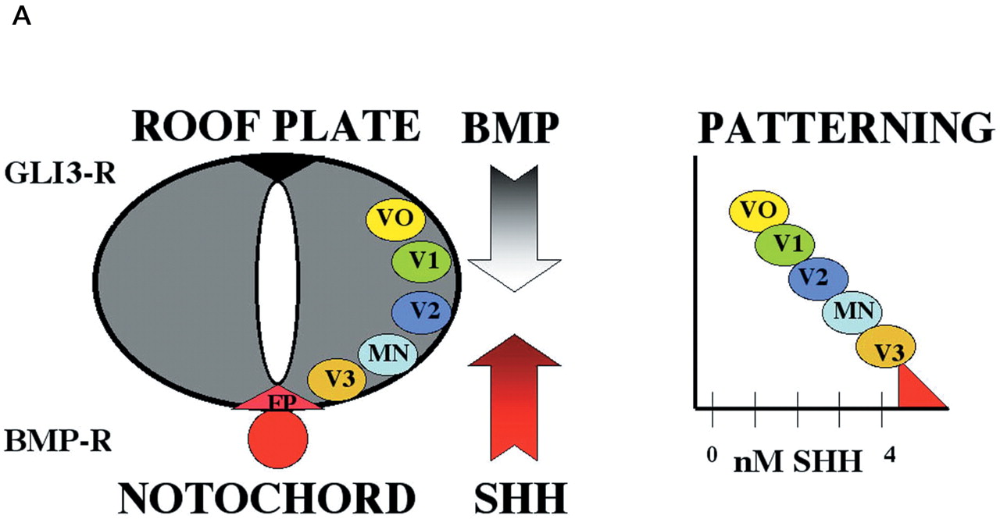 A
ROOF PLATE
BMP
PATTERNING
GLI3-R
VO
V1
V2
MN
V3
FP
VO
V1
V2
MN
V3
BMP-R
0
nM SHH
4
NOTOCHORD
SHH